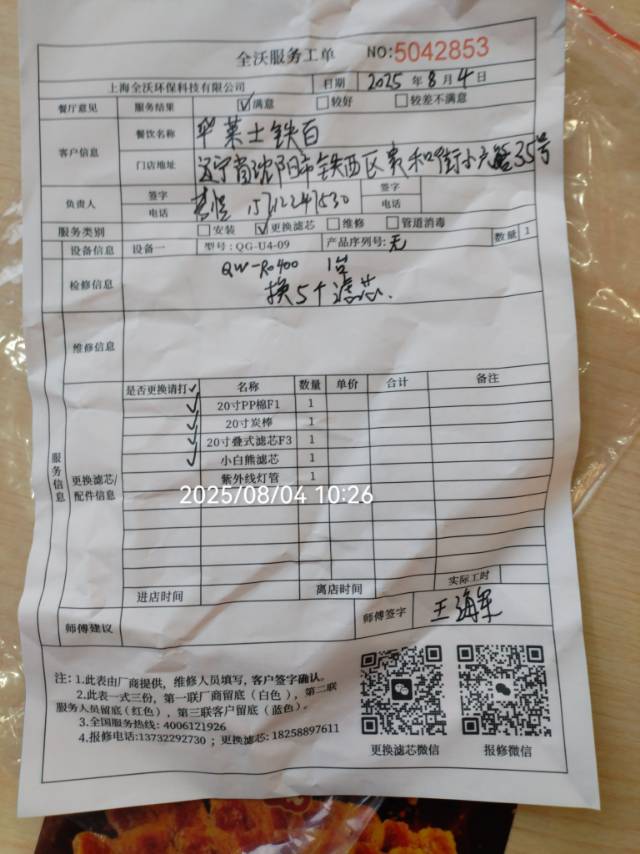 全沃服务工单 NO:5042853
上海全沃环保科技有限公司 日期 2025 年 8 月 4 日
餐厅意见 服务结果 ☑满意 □较好 □较差不满意
客户信息 餐饮名称 华莱士铁百
门店地址 辽宁省沈阳市铁西区贵和街小六路35号
负责人 签字 签字
电话 15712247530 电话
服务类别 □安装 ☑更换滤芯 □维修 □管道消毒
设备信息 设备一 型号:QG-U4-09 产品序列号:无 数量 1
检修信息 QW-R0400 1台
换5个滤芯.
维修信息
服务信息
更换滤芯/配件信息
是否更换请打✓ 名称 数量 单价 合计 备注
✓ 20寸PP棉F1 1
✓ 20寸炭棒 1
✓ 20寸叠式滤芯F3 1
✓ 小白熊滤芯 1
紫外线灯管 1
2025/08/04 10:26
进店时间 离店时间 实际工时
师傅建议 师傅签字 王海军
注:1.此表由厂商提供,维修人员填写,客户签字确认。
2.此表一式三份,第一联厂商留底(白色),第二联
服务人员留底(红色),第三联客户留底(蓝色)。
3.全国服务热线:4006121926
4.报修电话:13732292730;更换滤芯:18258897611
更换滤芯微信 报修微信